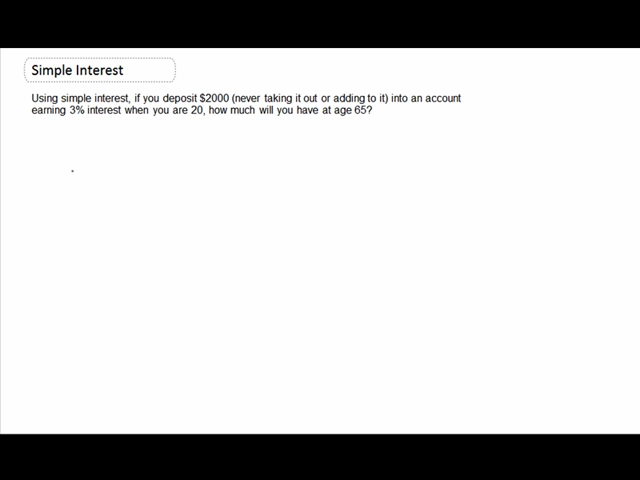 Simple Interest
Using simple interest, if you deposit $2000 (never taking it out or adding to it) into an account
earning 3% interest when you are 20, how much will you have at age 65?